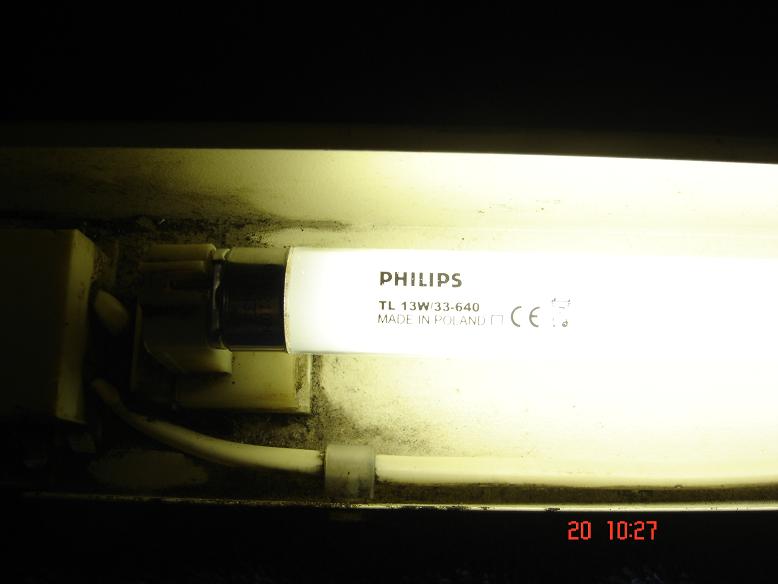 PHILIPS
TL 13W/33-640
MADE IN POLAND CE
20 10:27